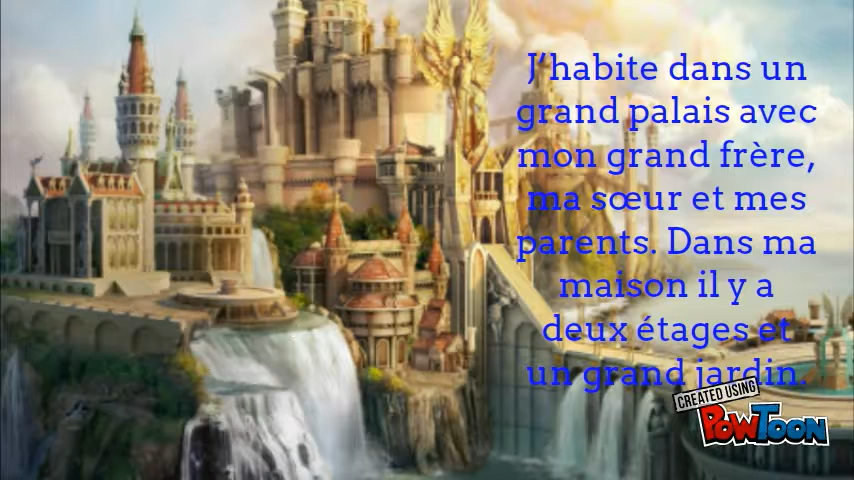 J'habite dans un
grand palais avec
mon grand frère,
ma sœur et mes
parents. Dans ma
maison il y a
deux étages et
un grand jardin.
CREATED USING
POWTOON